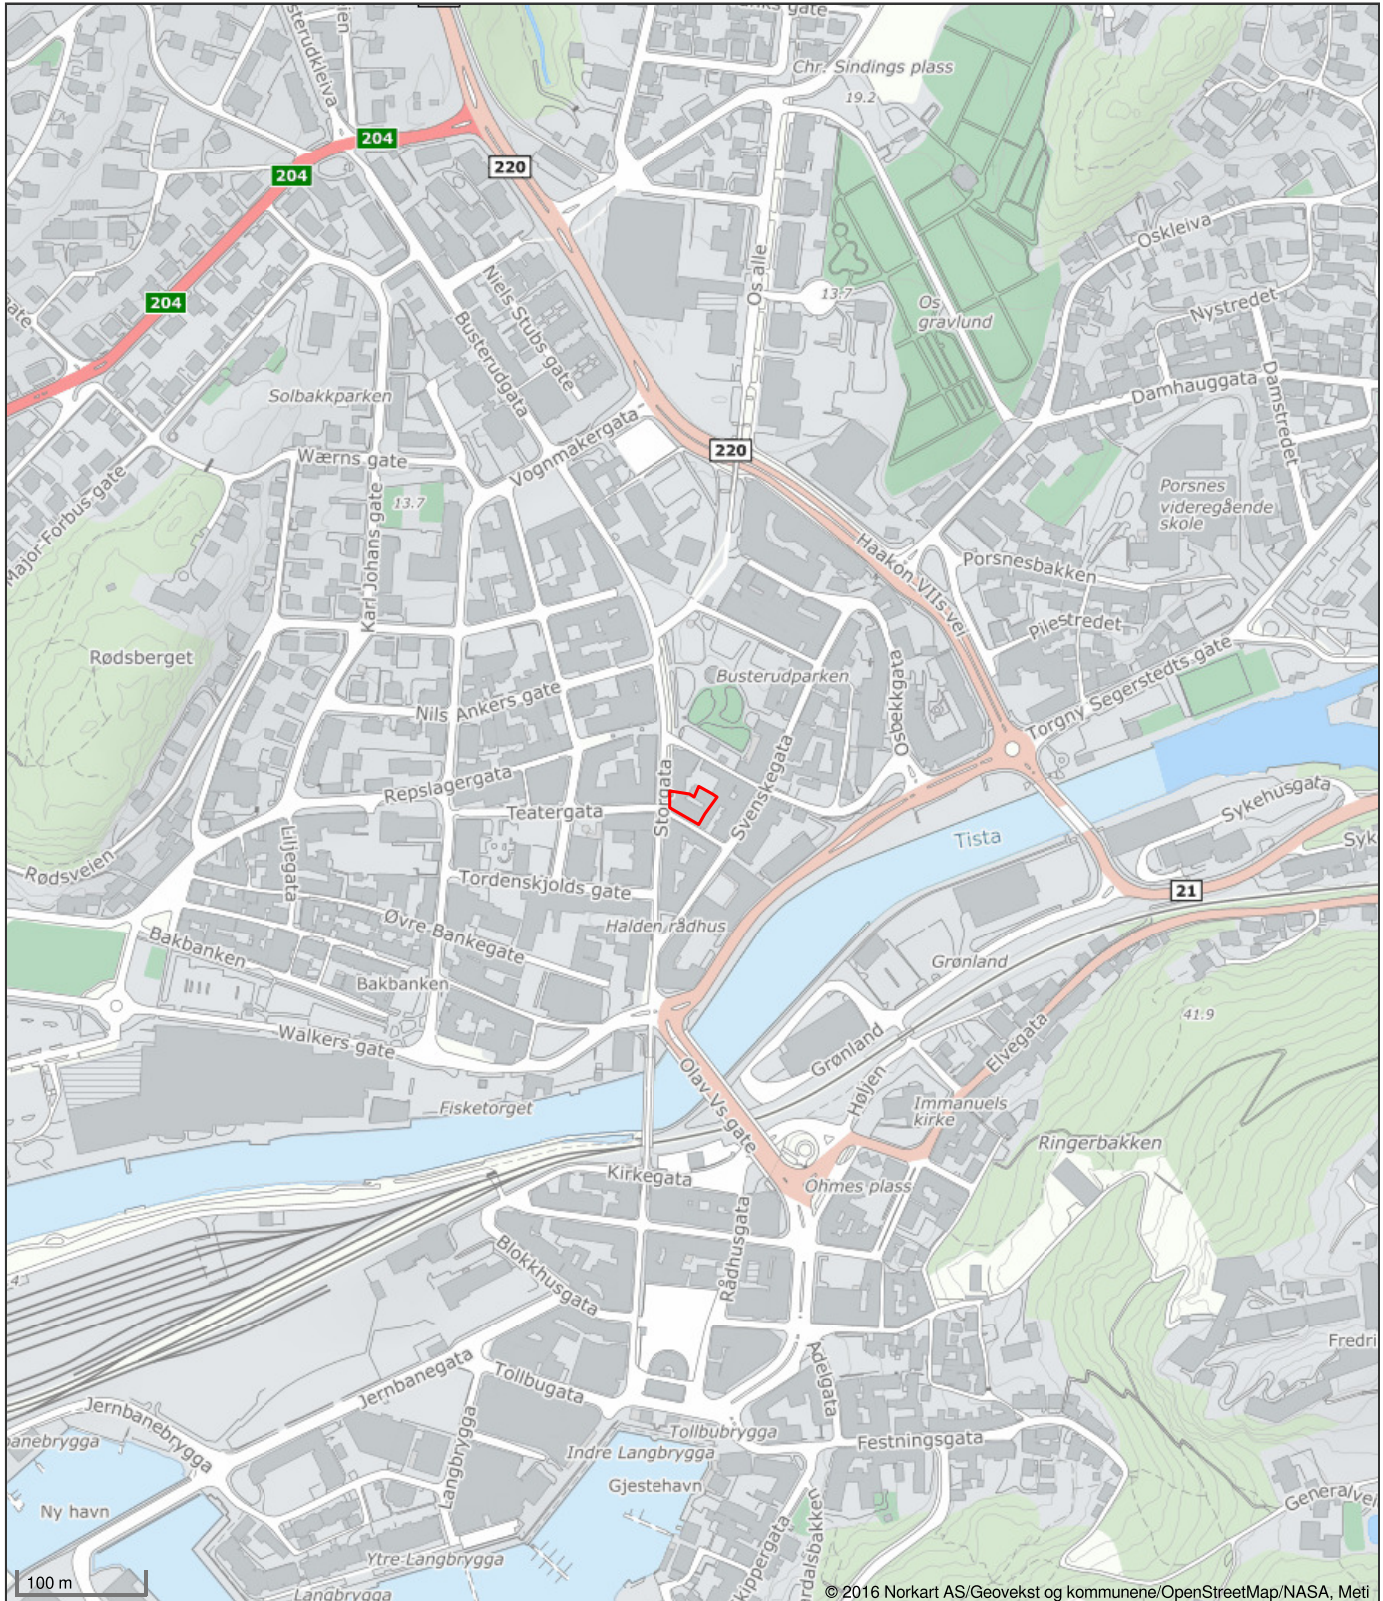 Chr. Sindings plass
19.2
204
204
220
204
Oskleiva
Os alle
13.7
Os
gravlund
Nystredet
Niels Stubs gate
Busterudgata
Solbakkparken
Damhauggata
Damstredet
Vognmakergata
220
Wærns gate
13.7
Major Forbus gate
Karl Johans gate
Porsnes
videregående
skole
Haakon VIIs vei
Porsnesbakken
Pilestredet
Rødsberget
Busterudparken
Osbekkgata
Torgny Segerstedts gate
Nils Ankers gate
Repslagergata
Storgata
Svenskegata
Teatergata
Sykehusgata
Tista
Syk
Rødsveien
Liljegata
Tordenskjolds gate
21
Øvre Bankegate
Halden rådhus
Bakbanken
Bakbanken
Grønland
41.9
Walkers gate
Grønland
Elvegata
Olav Vs gate
Høljen
Fisketorget
Immanuels
kirke
Ringerbakken
Kirkegata
Ohmes plass
Rådhusgata
Blokkhusgata
4.
Fredri
Adelgata
Jernbanegata
Tollbugata
Jernbanebrygga
Langbrygga
Tollbubrygga
Festningsgata
Indre Langbrygga
Gjestehavn
Ny havn
Ytre Langbrygga
Langbrygga
100 m
© 2016 Norkart AS/Geovekst og kommunene/OpenStreetMap/NASA, Meti